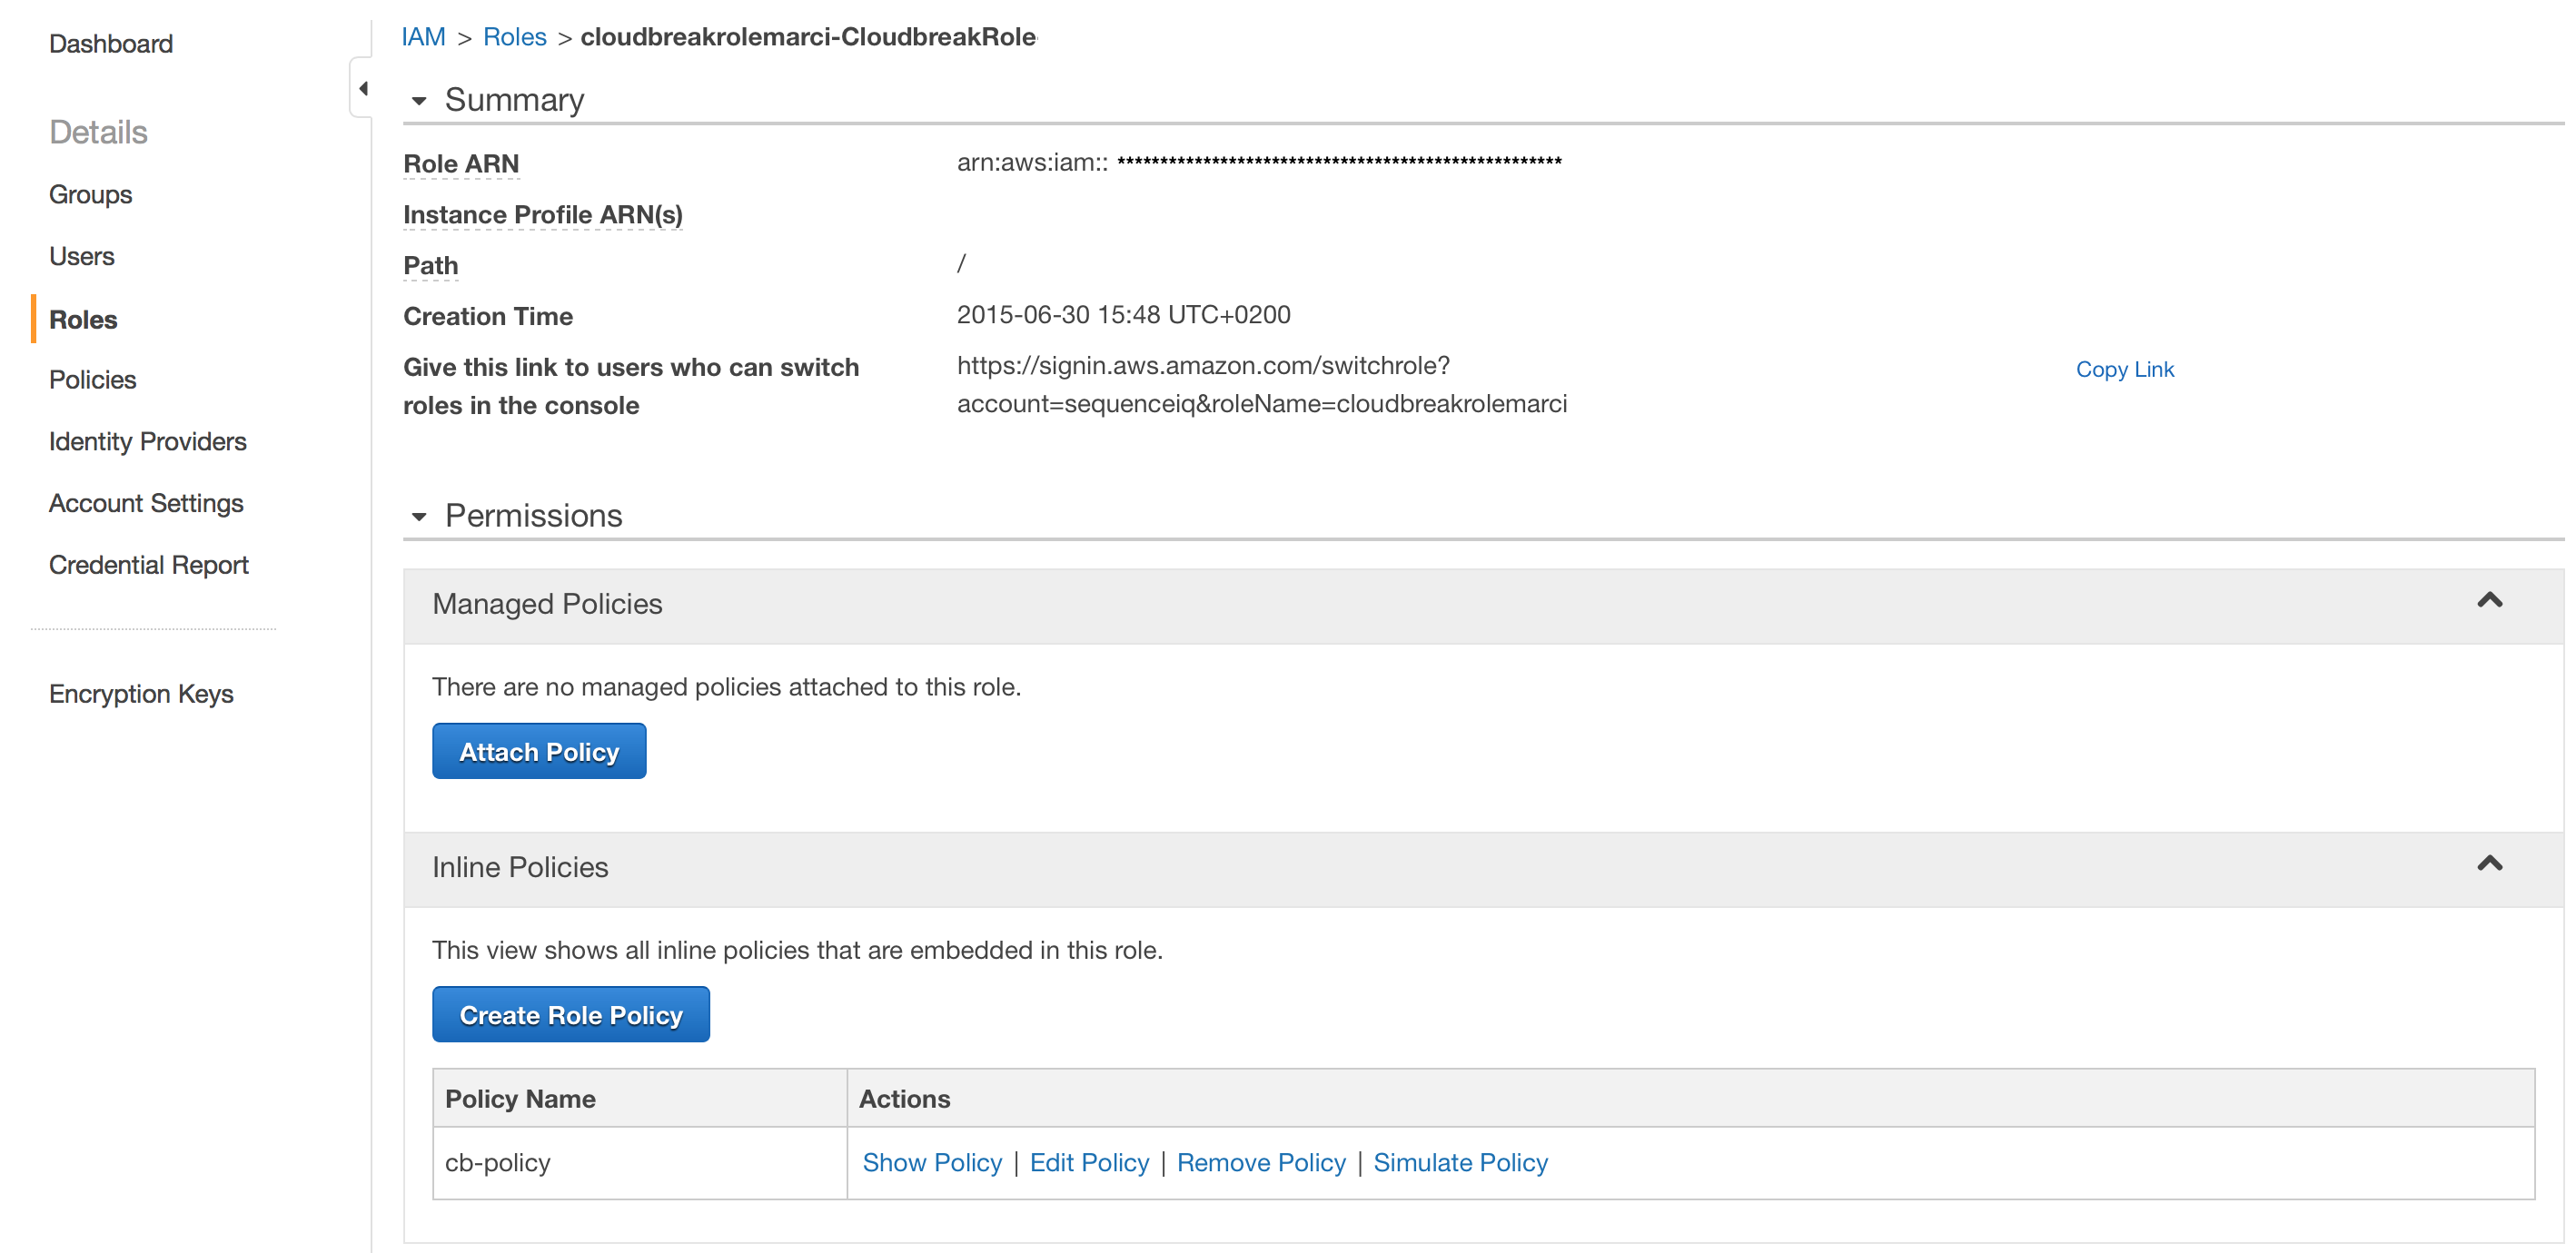 Dashboard
Details
Groups
Users
Roles
Policies
Identity Providers
Account Settings
Credential Report
Encryption Keys
IAM > Roles > cloudbreakrolemarci-CloudbreakRole
Summary
Role ARN arn:aws:iam:: ****************************************************
Instance Profile ARN(s)
Path /
Creation Time 2015-06-30 15:48 UTC+0200
Give this link to users who can switch https://signin.aws.amazon.com/switchrole? Copy Link
roles in the console account=sequenceiq&roleName=cloudbreakrolemarci
Permissions
Managed Policies
There are no managed policies attached to this role.
Attach Policy
Inline Policies
This view shows all inline policies that are embedded in this role.
Create Role Policy
Policy Name Actions
cb-policy Show Policy | Edit Policy | Remove Policy | Simulate Policy